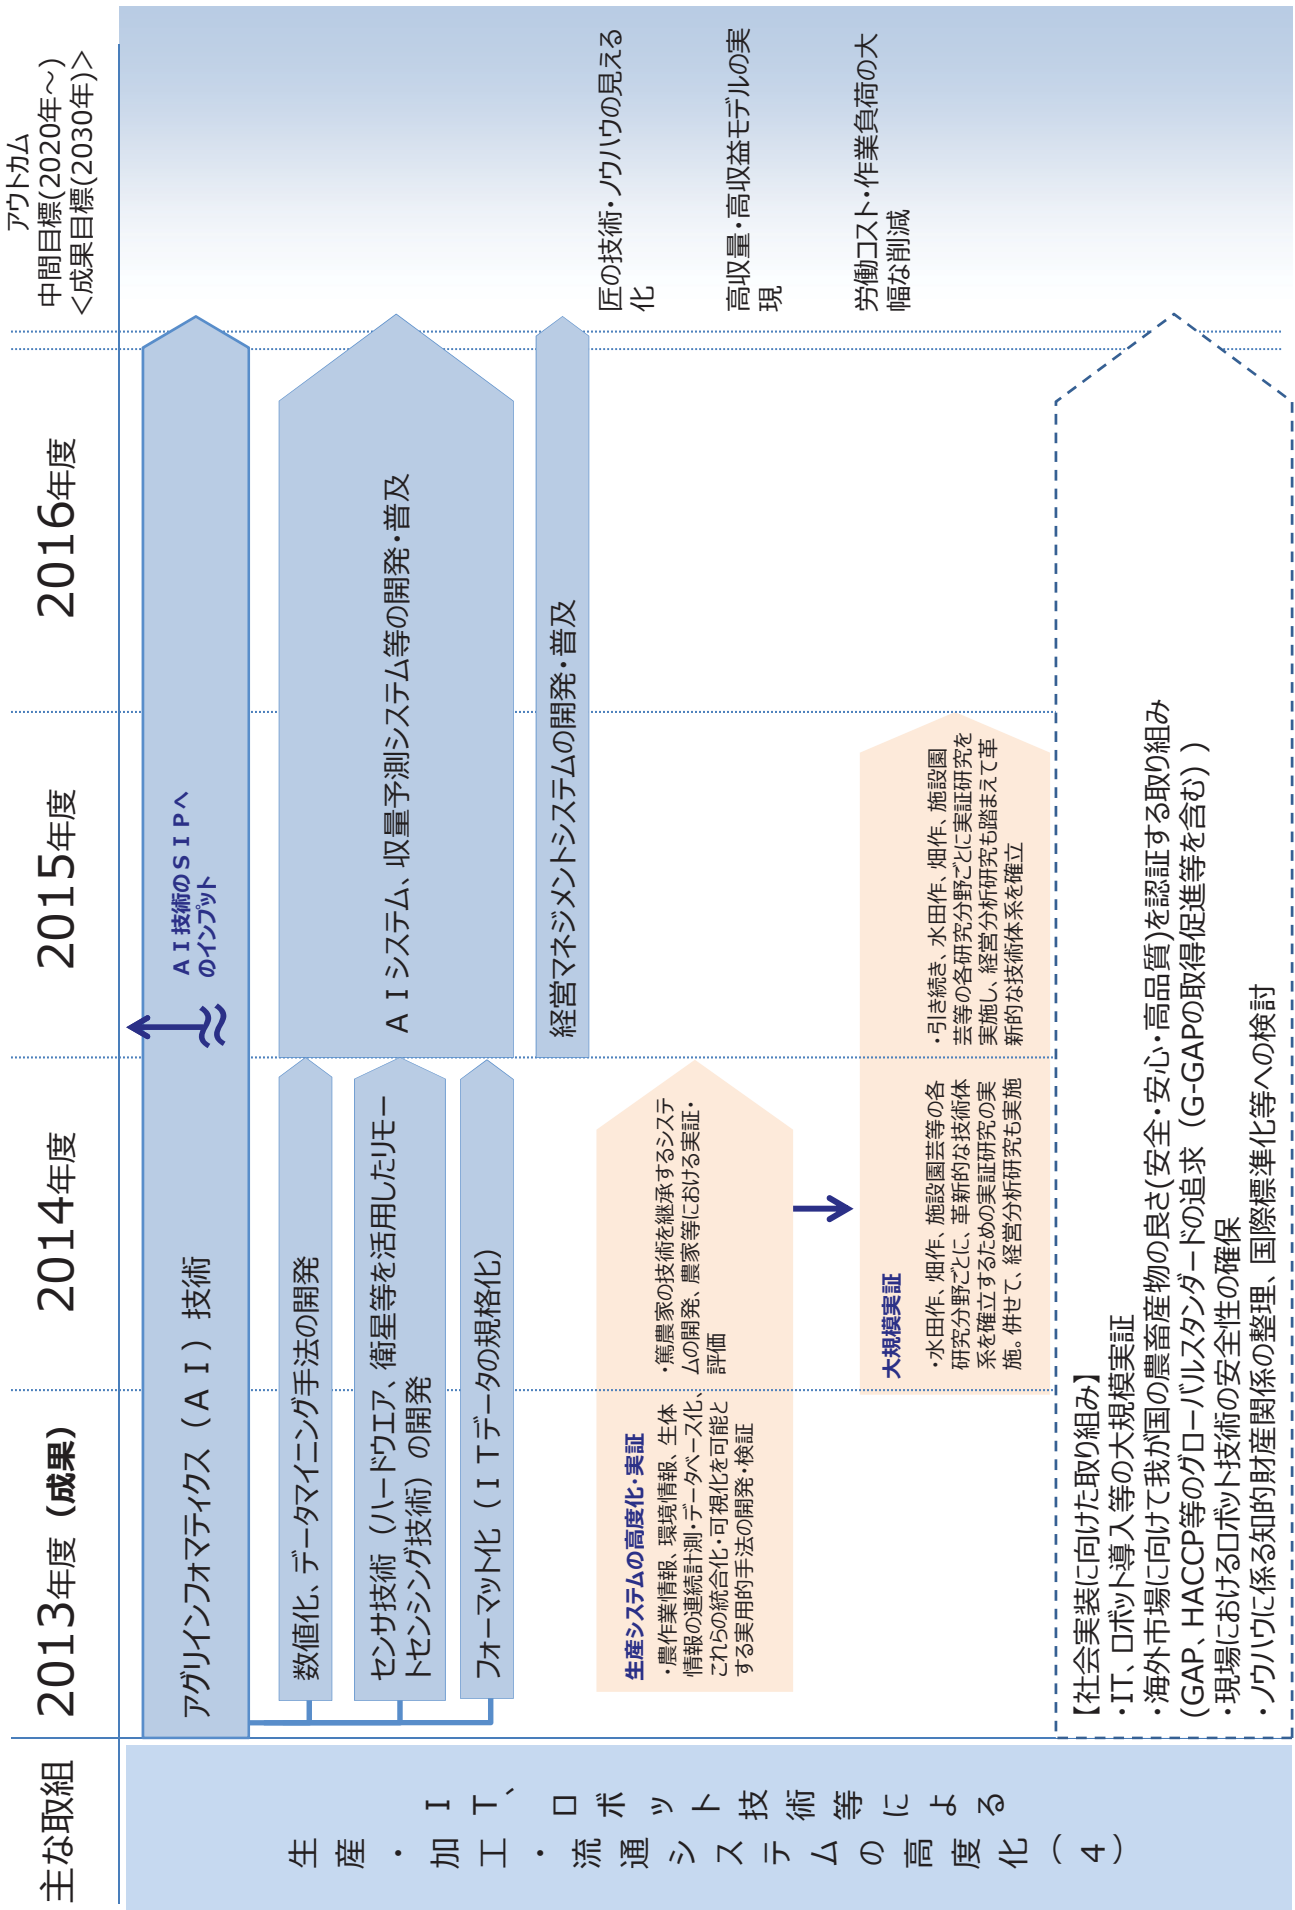 主な取組
2013年度（成果）
2014年度
2015年度
2016年度
アウトカム
中間目標(2020年～)
＜成果目標(2030年)＞
ＩＴ、ロボット技術等による
生産・加工・流通システムの高度化（４）
アグリインフォマティクス（ＡＩ）技術
ＡＩ技術のＳＩＰへ
のインプット
数値化、データマイニング手法の開発
センサ技術（ハードウエア、衛星等を活用したリモー
トセンシング技術）の開発
フォーマット化（ＩＴデータの規格化）
ＡＩシステム、収量予測システム等の開発・普及
経営マネジメントシステムの開発・普及
生産システムの高度化・実証
・農作業情報、環境情報、生体
情報の連続計測・データベース化、
これらの統合化・可視化を可能と
する実用的手法の開発・検証
・篤農家の技術を継承するシステ
ムの開発、農家等における実証・
評価
大規模実証
・水田作、畑作、施設園芸等の各
研究分野ごとに、革新的な技術体
系を確立するための実証研究の実
施。併せて、経営分析研究も実施
・引き続き、水田作、畑作、施設園
芸等の各研究分野ごとに実証研究を
実施し、経営分析研究も踏まえて革
新的な技術体系を確立
匠の技術・ノウハウの見える
化
高収量・高収益モデルの実
現
労働コスト・作業負荷の大
幅な削減
【社会実装に向けた取り組み】
・IT、ロボット導入等の大規模実証
・海外市場に向けて我が国の農畜産物の良さ(安全・安心・高品質)を認証する取り組み
（GAP、HACCP等のグローバルスタンダードの追求（G-GAPの取得促進等を含む））
・現場におけるロボット技術の安全性の確保
・ノウハウに係る知的財産関係の整理、国際標準化等への検討